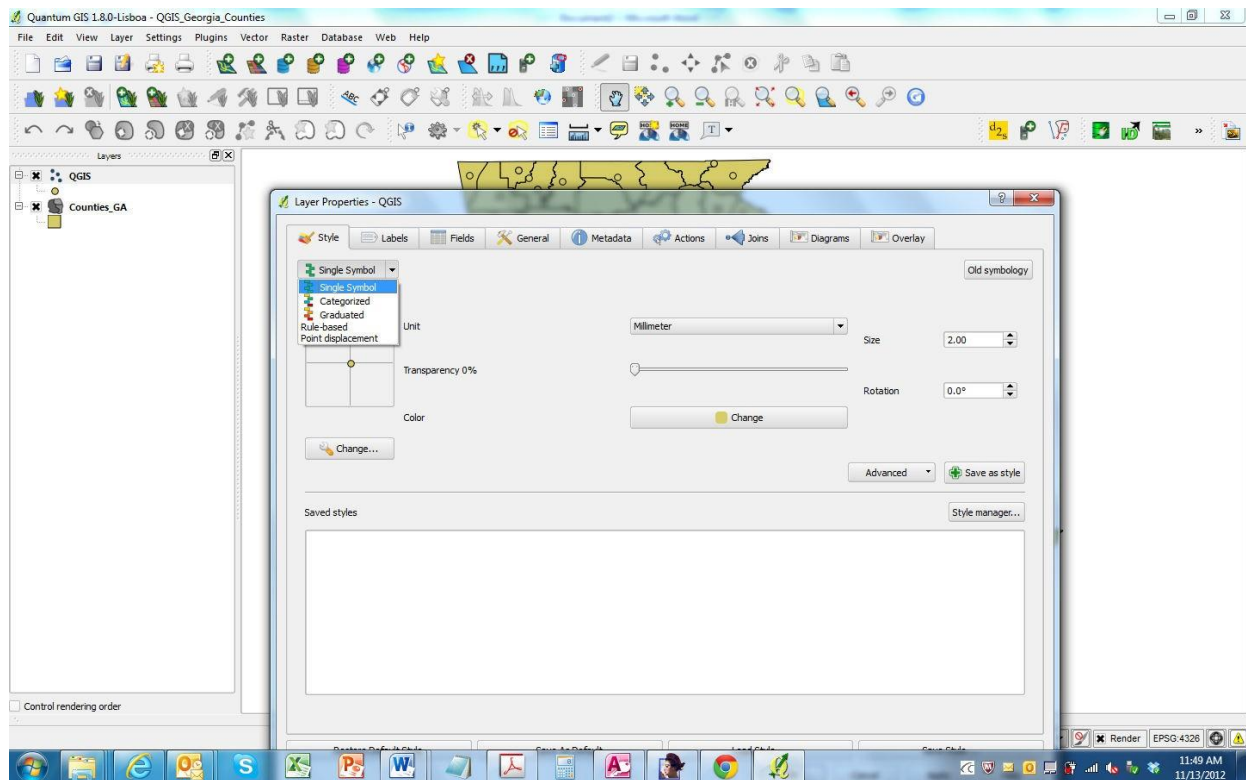 Quantum GIS 1.8.0-Lisboa - QGIS_Georgia_Counties
File Edit View Layer Settings Plugins Vector Raster Database Web Help
Layers
QGIS
Counties_GA
Layer Properties - QGIS
Style Labels Fields General Metadata Actions Joins Diagrams Overlay
Single Symbol
Old symbology
Single Symbol
Categorized
Graduated
Rule-based
Point displacement
Unit
Millimeter
Size
2.00
Transparency 0%
Rotation
0.0°
Color
Change
Change...
Advanced
Save as style
Saved styles
Style manager...
Control rendering order
Render
EPSG:4326
11:49 AM
11/13/2012